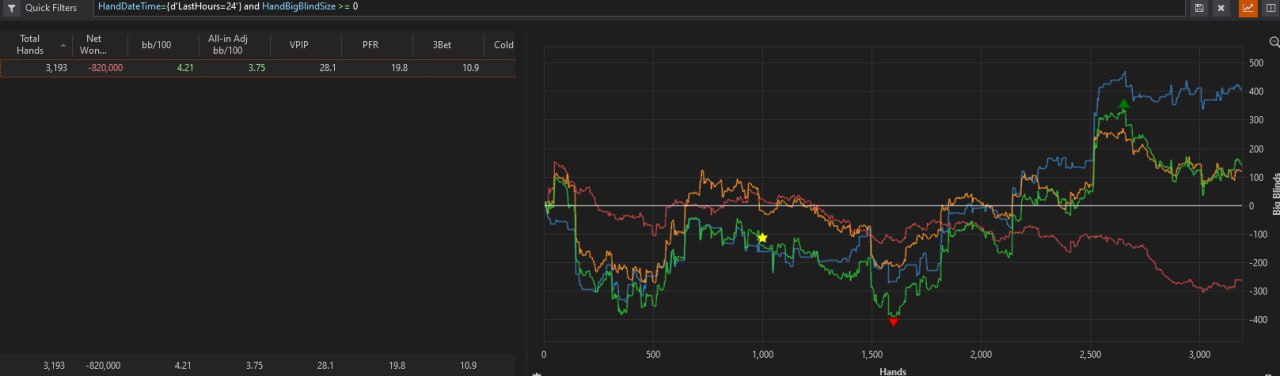 Quick Filters
HandDateTime={d'LastHours=24'} and HandBigBlindSize >= 0
Total Hands
Net Won...
bb/100
All-in Adj bb/100
VPIP
PFR
3Bet
Cold
3,193 -820,000 4.21 3.75 28.1 19.8 10.9
500
400
300
200
100
0
-100
-200
-300
-400
Big Blinds
3,193 -820,000 4.21 3.75 28.1 19.8 10.9
0 500 1,000 1,500 2,000 2,500 3,000
Hands